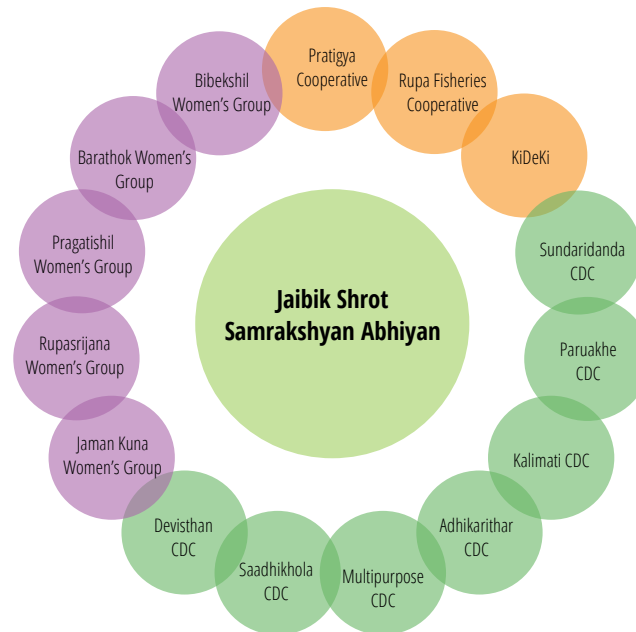 Pratigya
Cooperative
Rupa Fisheries
Cooperative
KiDeKi
Sundaridanda
CDC
Paruakhe
CDC
Kalimati CDC
Adhikarithar
CDC
Multipurpose
CDC
Saadhikhola
CDC
Devisthan
CDC
Jaman Kuna
Women's Group
Rupasrijana
Women's Group
Pragatishil
Women's Group
Barathok Women's
Group
Bibekshil
Women's Group
Jaibik Shrot
Samrakshyan Abhiyan